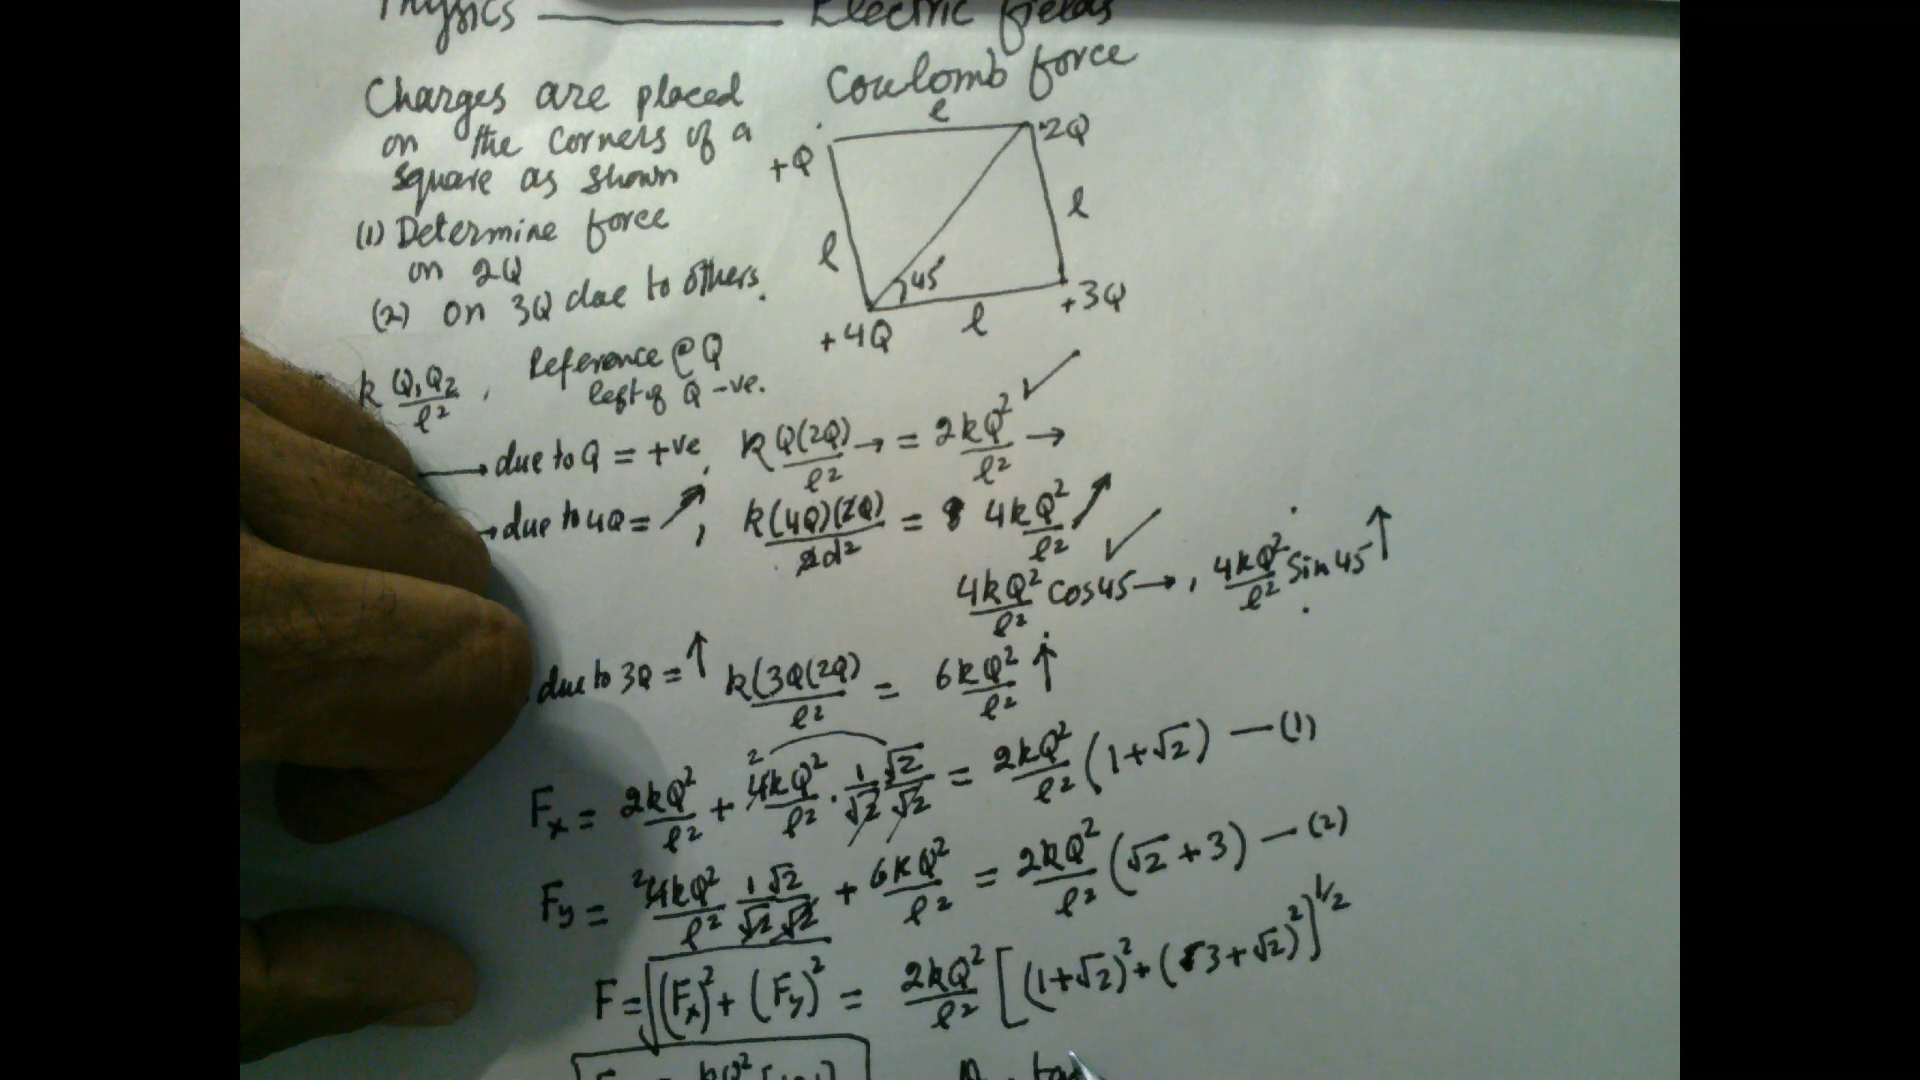 Physics ———— Electric fields
Charges are placed
on the corners of a
square as shown
(1) Determine force
on 2Q
(2) on 3Q due to others.
Coulomb force
l
+Q
2Q
l
l
45°
+4Q
l
+3Q
k Q₁Q₂/l² , Reference @ Q
left of Q -ve.
→ due to Q = +ve, k Q(2Q)/l² → = 2kQ²/l² → ✓
→ due to 4Q = ↗, k(4Q)(2Q)/2d² = 4kQ²/l² ↗
4kQ²/l² cos45 → ✓, 4kQ²/l² sin45 ↑
due to 3Q = ↑ k(3Q(2Q)/l² = 6kQ²/l² ↑
Fx = 2kQ²/l² + 4kQ²/l² · 1/√2 √2/√2 = 2kQ²/l² (1+√2) — (1)
Fy = 4kQ²/l² 1/√2 √2/√2 + 6kQ²/l² = 2kQ²/l² (√2+3) — (2)
F = √(Fx)² + (Fy)² = 2kQ²/l² [(1+√2)² + (3+√2)²]^1/2